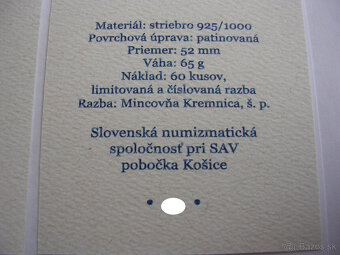 Materiál: striebro 925/1000
Povrchová úprava: patinovaná
Priemer: 52 mm
Váha: 65 g
Náklad: 60 kusov,
limitovaná a číslovaná razba
Razba: Mincovňa Kremnica, š. p.
Slovenská numizmatická
spoločnosť pri SAV
pobočka Košice